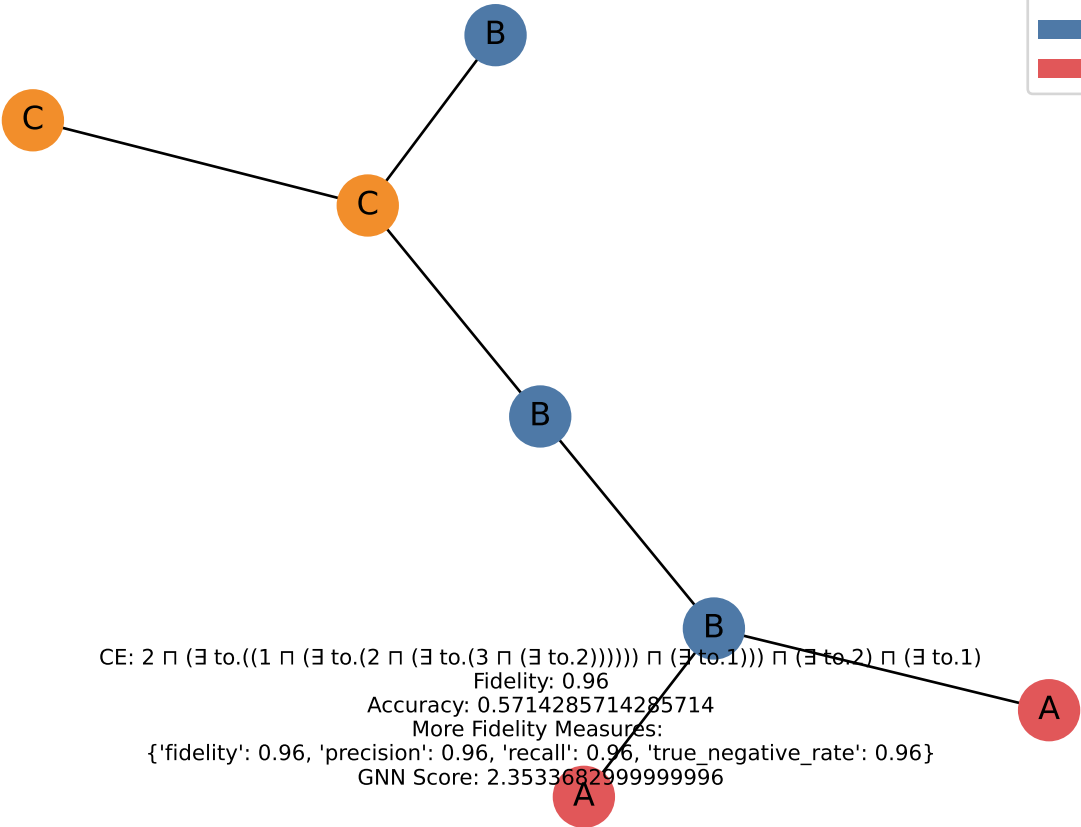 B
C
C
B
B
CE: 2 ⊓ (∃ to.((1 ⊓ (∃ to.(2 ⊓ (∃ to.(3 ⊓ (∃ to.2)))))) ⊓ (∃ to.1))) ⊓ (∃ to.2) ⊓ (∃ to.1)
Fidelity: 0.96
Accuracy: 0.5714285714285714
A
More Fidelity Measures:
{'fidelity': 0.96, 'precision': 0.96, 'recall': 0.96, 'true_negative_rate': 0.96}
GNN Score: 2.3533682999999996
A